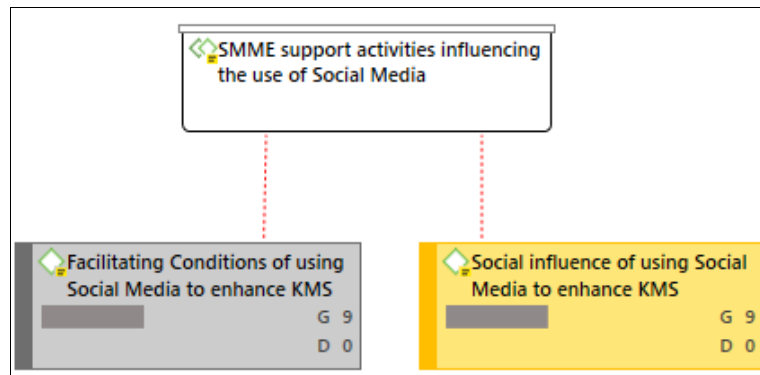 SMME support activities influencing
the use of Social Media
Facilitating Conditions of using
Social Media to enhance KMS
G 9
D 0
Social influence of using Social
Media to enhance KMS
G 9
D 0